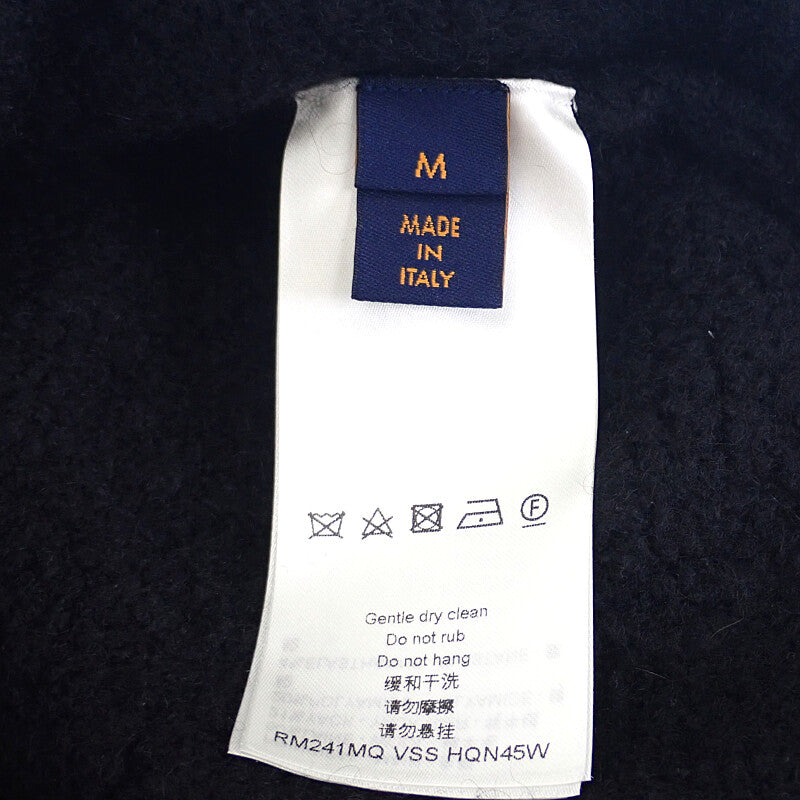 M
MADE
IN
ITALY
F
Gentle dry clean
Do not rub
Do not hang
缓和干洗
请勿摩擦
请勿悬挂
RM241MQ VSS HQN45W